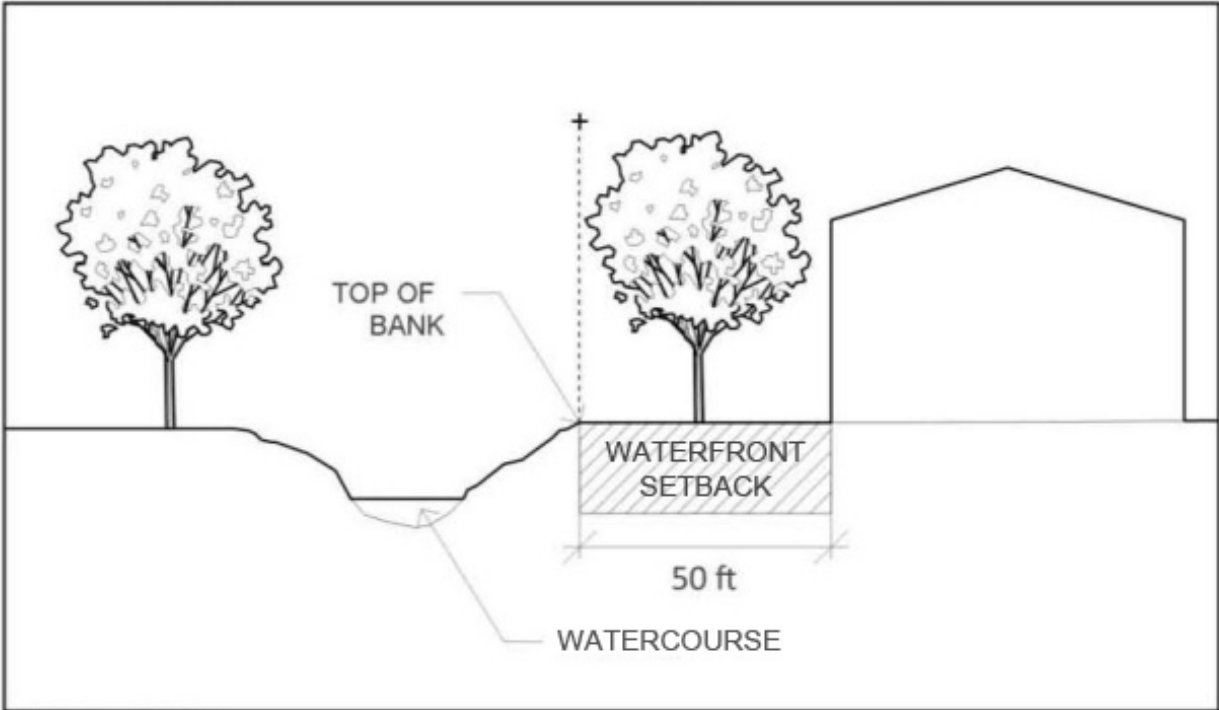 TOP OF
BANK
WATERFRONT
SETBACK
50 ft
WATERCOURSE